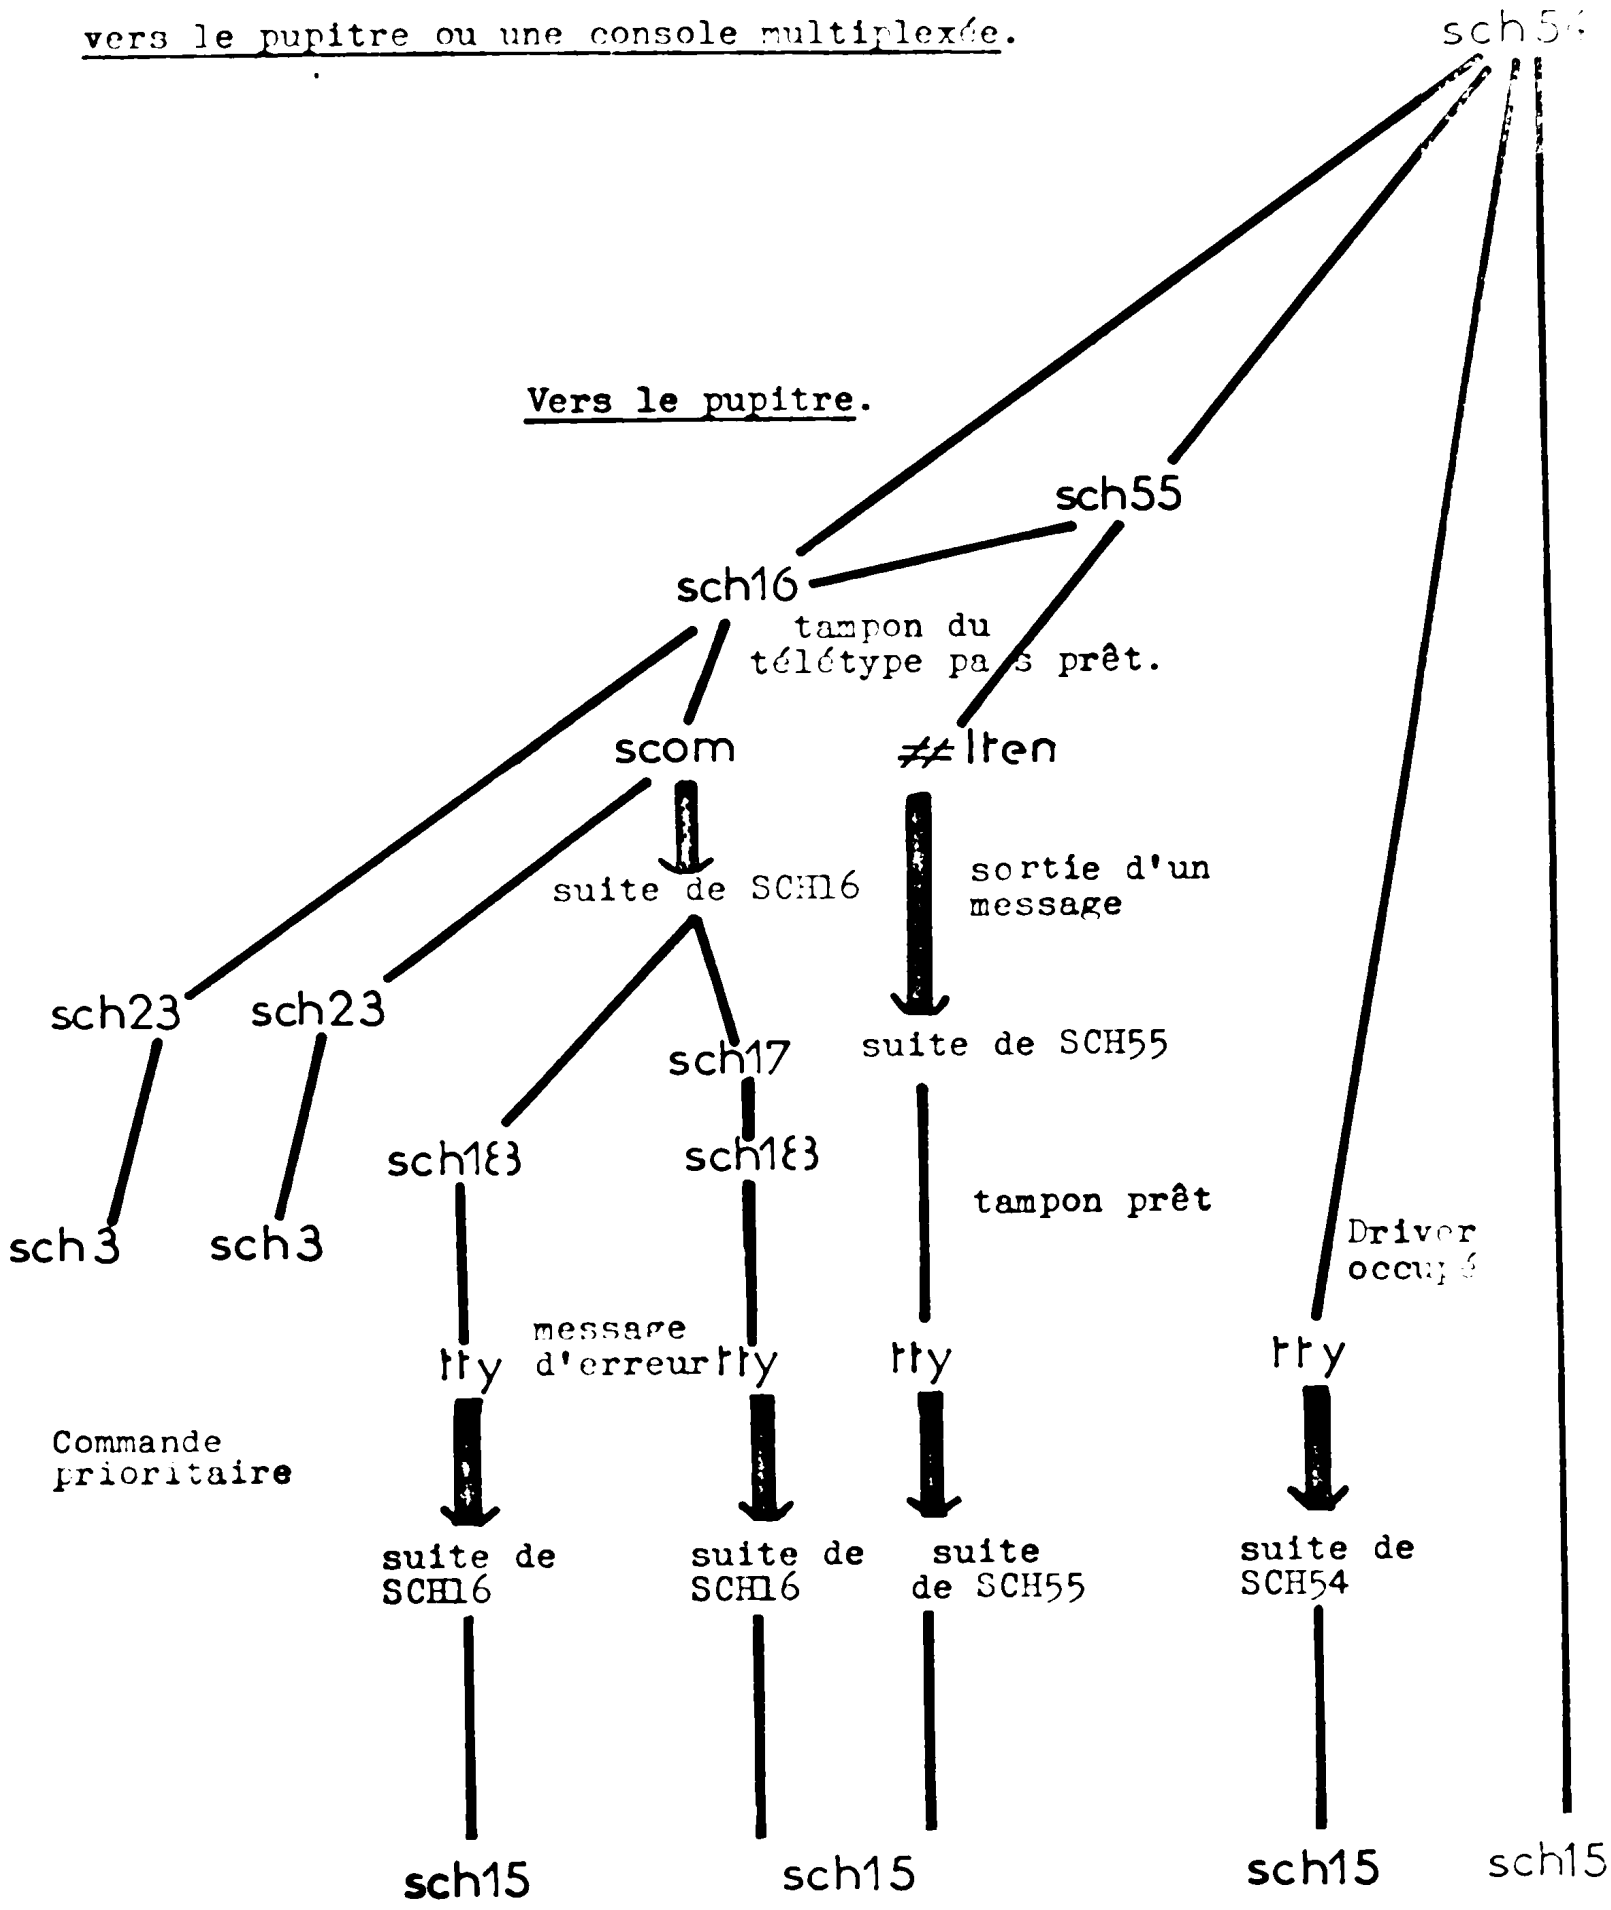 vers le pupitre ou une console multiplexée.
sch54
Vers le pupitre.
sch55
sch16
tampon du
télétype pas prêt.
scom
≠≠lten
suite de SCH16
sortie d'un
message
sch23
sch23
sch17
suite de SCH55
sch183
sch183
tampon prêt
sch3
sch3
Driver
occupé
message
d'erreur
tty
tty
tty
tty
Commande
prioritaire
suite de
SCH16
suite de
SCH16
suite
de SCH55
suite de
SCH54
sch15
sch15
sch15
sch15